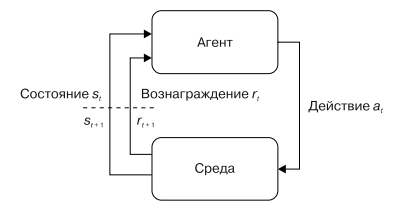 Агент
Состояние s_t
Вознаграждение r_t
Действие a_t
s_{t+1}
r_{t+1}
Среда